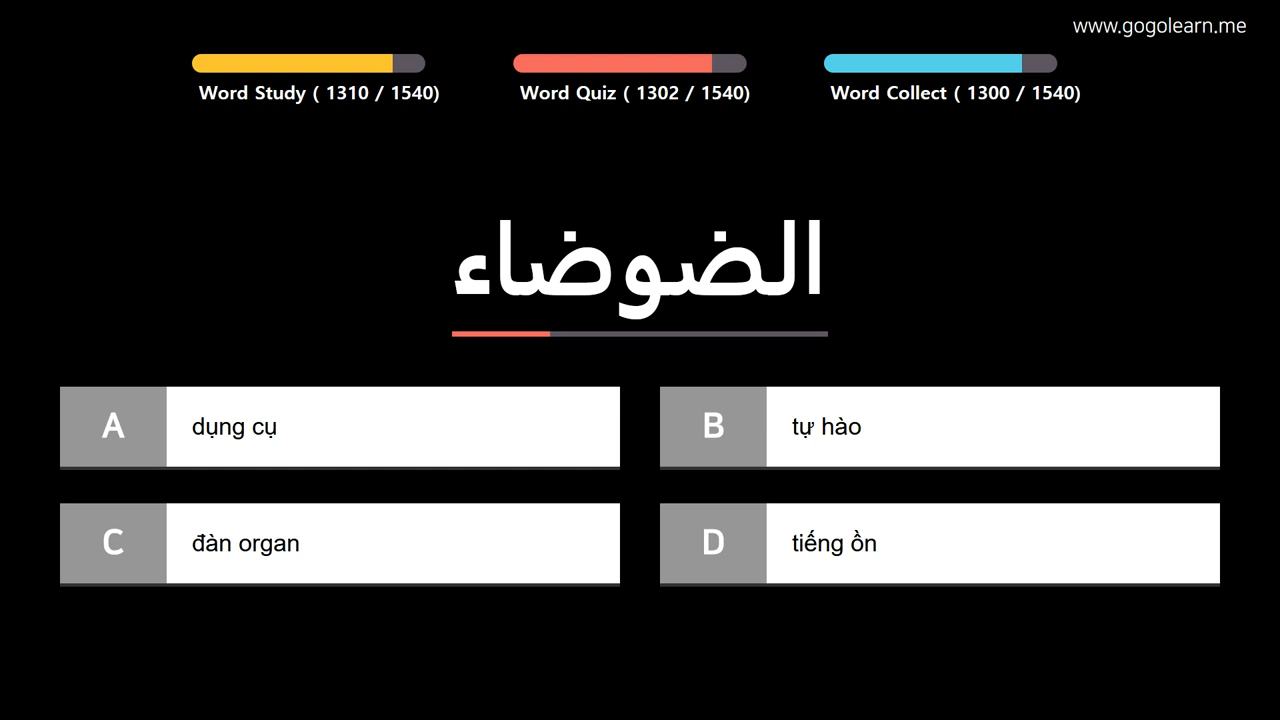 www.gogolearn.me
Word Study ( 1310 / 1540)
Word Quiz ( 1302 / 1540)
Word Collect ( 1300 / 1540)
الضوضاء
A
dụng cụ
B
tự hào
C
đàn organ
D
tiếng ồn